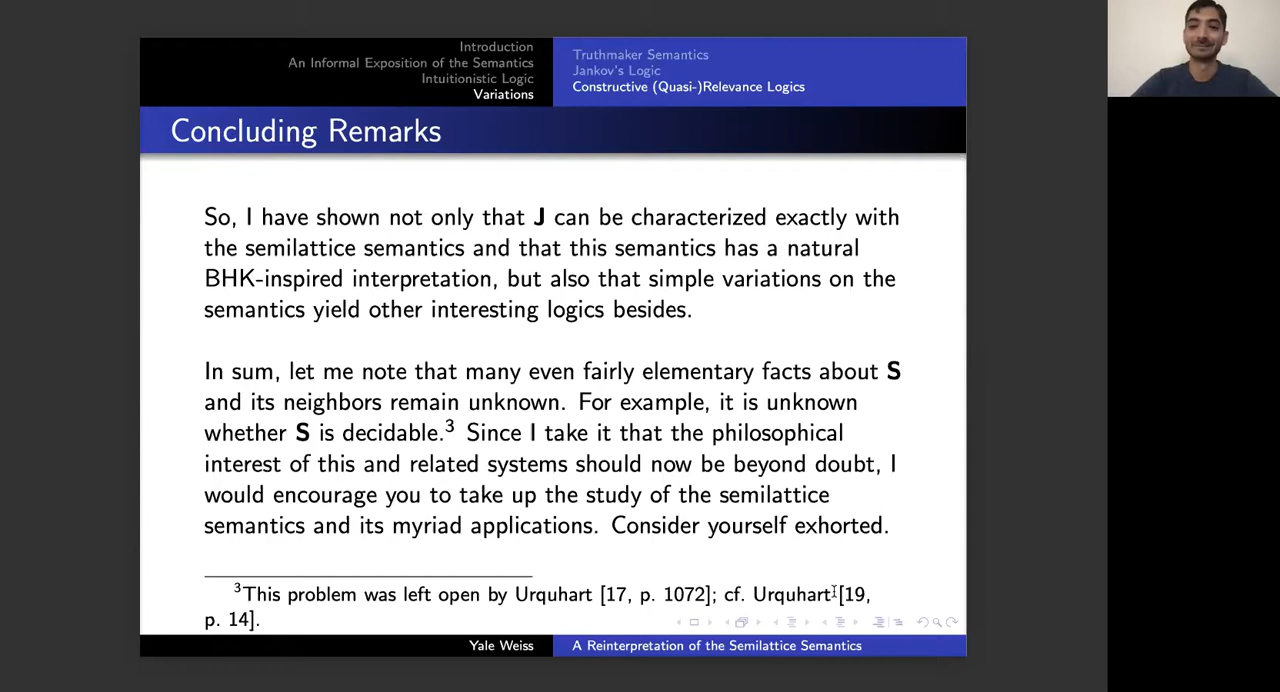 Introduction
An Informal Exposition of the Semantics
Intuitionistic Logic
Variations
Truthmaker Semantics
Jankov's Logic
Constructive (Quasi-)Relevance Logics
Concluding Remarks
So, I have shown not only that J can be characterized exactly with
the semilattice semantics and that this semantics has a natural
BHK-inspired interpretation, but also that simple variations on the
semantics yield other interesting logics besides.
In sum, let me note that many even fairly elementary facts about S
and its neighbors remain unknown. For example, it is unknown
whether S is decidable.3 Since I take it that the philosophical
interest of this and related systems should now be beyond doubt, I
would encourage you to take up the study of the semilattice
semantics and its myriad applications. Consider yourself exhorted.
3This problem was left open by Urquhart [17, p. 1072]; cf. Urquhart [19,
p. 14].
Yale Weiss
A Reinterpretation of the Semilattice Semantics